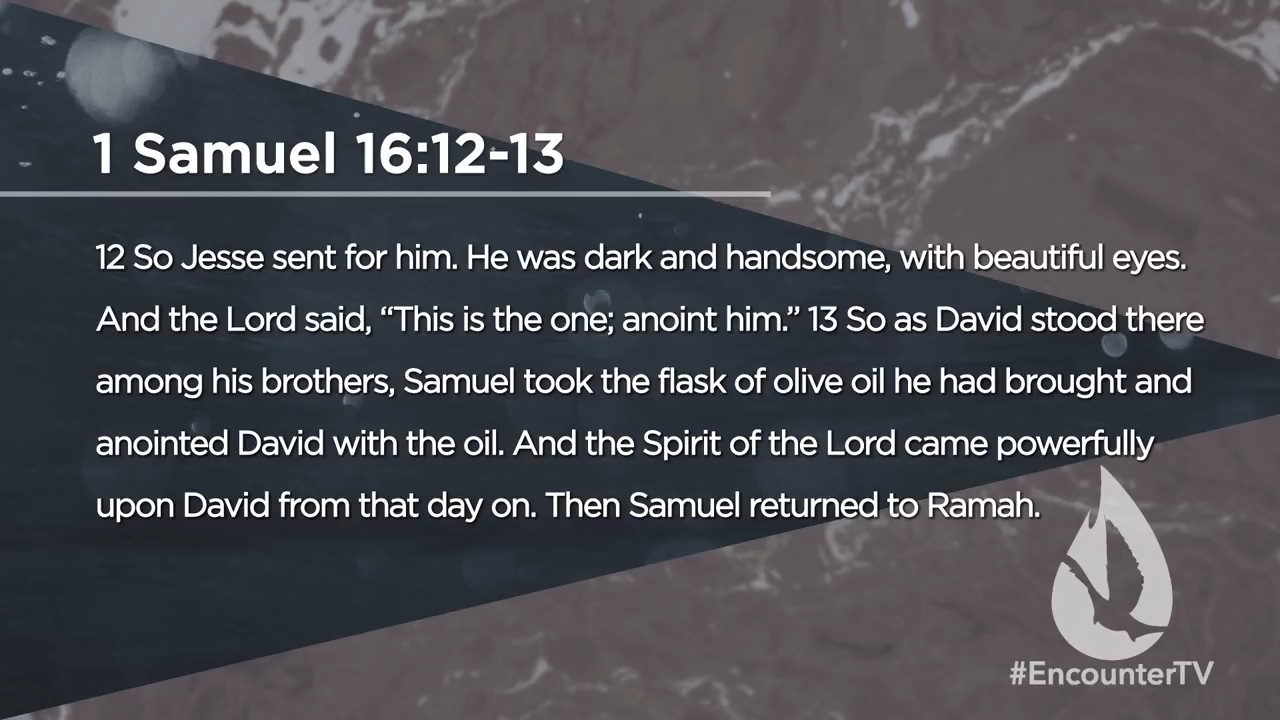 1 Samuel 16:12-13
12 So Jesse sent for him. He was dark and handsome, with beautiful eyes.
And the Lord said, “This is the one; anoint him.” 13 So as David stood there
among his brothers, Samuel took the flask of olive oil he had brought and
anointed David with the oil. And the Spirit of the Lord came powerfully
upon David from that day on. Then Samuel returned to Ramah.
#EncounterTV